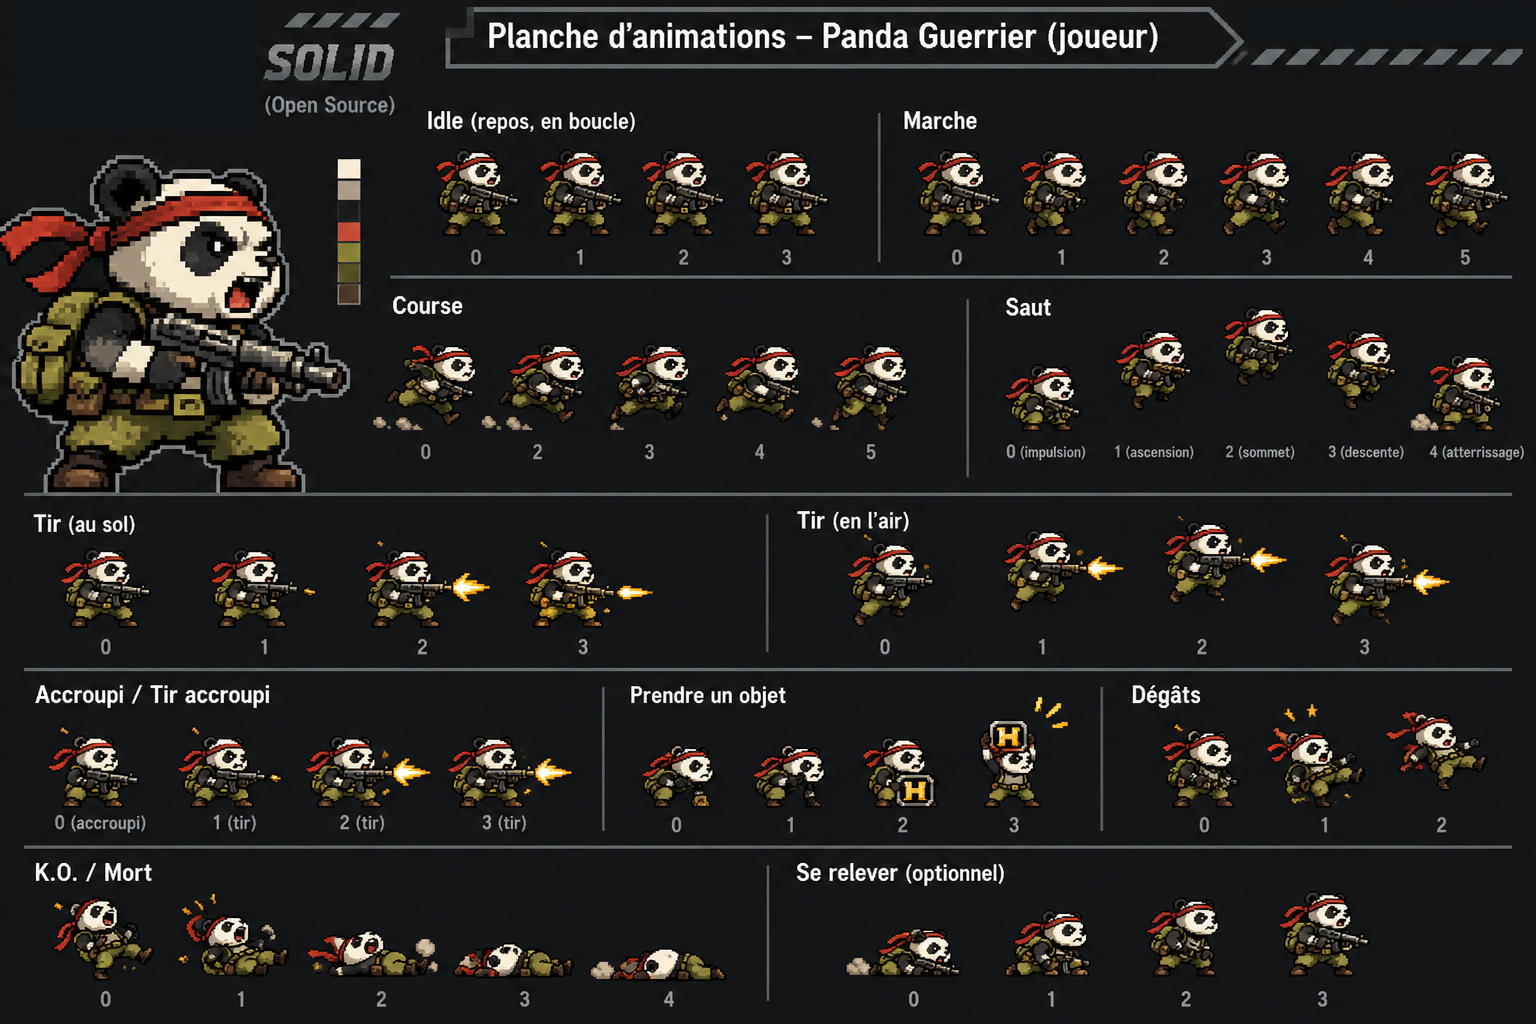 SOLID
(Open Source)
Planche d'animations – Panda Guerrier (joueur)
Idle (repos, en boucle)
0 1 2 3
Marche
0 1 2 3 4 5
Course
0 2 3 4 5
Saut
0 (impulsion) 1 (ascension) 2 (sommet) 3 (descente) 4 (atterrissage)
Tir (au sol)
0 1 2 3
Tir (en l'air)
0 1 2 3
Accroupi / Tir accroupi
0 (accroupi) 1 (tir) 2 (tir) 3 (tir)
Prendre un objet
H
H
0 1 2 3
Dégâts
0 1 2
K.O. / Mort
0 1 2 3 4
Se relever (optionnel)
0 1 2 3